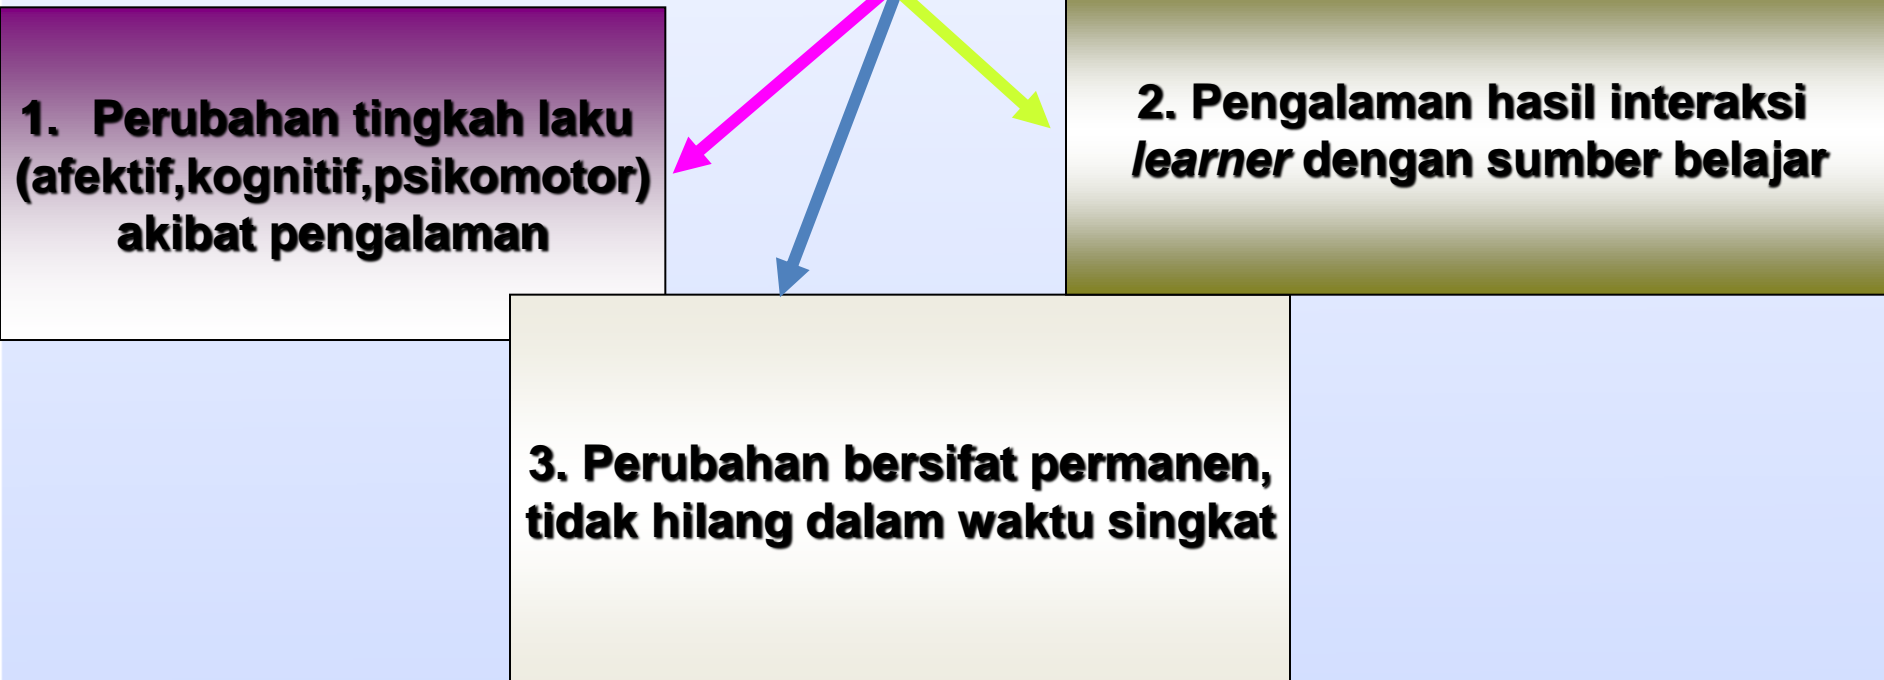 1. Perubahan tingkah laku
(afektif,kognitif,psikomotor)
akibat pengalaman
2. Pengalaman hasil interaksi
learner dengan sumber belajar
3. Perubahan bersifat permanen,
tidak hilang dalam waktu singkat